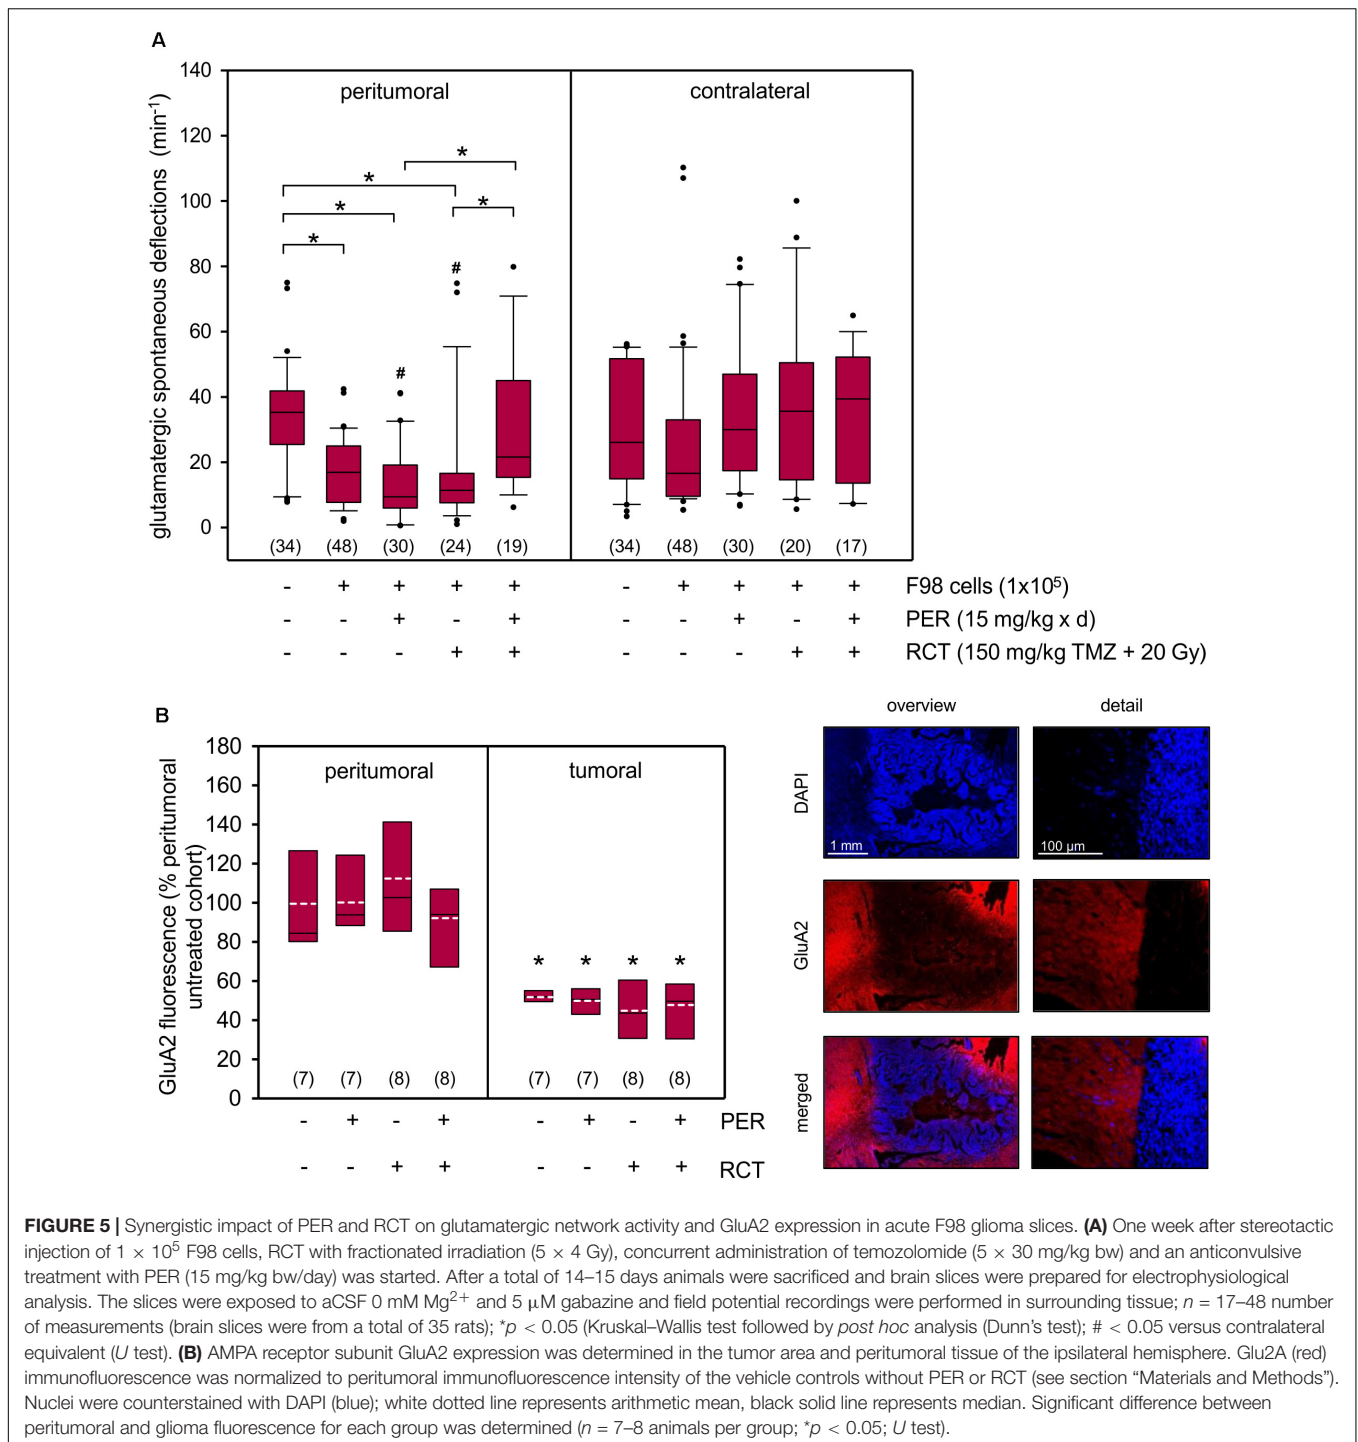 A
glutamatergic spontaneous deflections (min⁻¹)
140
120
100
80
60
40
20
0
peritumoral contralateral
* * * * *
# #
(34) (48) (30) (24) (19) (34) (48) (30) (20) (17)
- + + + + - + + + + F98 cells (1x10⁵)
- - + - + - - + - + PER (15 mg/kg x d)
- - - + + - - - + + RCT (150 mg/kg TMZ + 20 Gy)
B
GluA2 fluorescence (% peritumoral
untreated cohort)
180
160
140
120
100
80
60
40
20
0
peritumoral tumoral
* * * *
(7) (7) (8) (8) (7) (7) (8) (8)
- + - + - + - + PER
- - + + - - + + RCT
overview detail
DAPI
1 mm 100 µm
GluA2
merged
FIGURE 5 | Synergistic impact of PER and RCT on glutamatergic network activity and GluA2 expression in acute F98 glioma slices. (A) One week after stereotactic
injection of 1 × 10⁵ F98 cells, RCT with fractionated irradiation (5 × 4 Gy), concurrent administration of temozolomide (5 × 30 mg/kg bw) and an anticonvulsive
treatment with PER (15 mg/kg bw/day) was started. After a total of 14–15 days animals were sacrificed and brain slices were prepared for electrophysiological
analysis. The slices were exposed to aCSF 0 mM Mg²⁺ and 5 µM gabazine and field potential recordings were performed in surrounding tissue; n = 17–48 number
of measurements (brain slices were from a total of 35 rats); *p < 0.05 (Kruskal–Wallis test followed by post hoc analysis (Dunn's test); # < 0.05 versus contralateral
equivalent (U test). (B) AMPA receptor subunit GluA2 expression was determined in the tumor area and peritumoral tissue of the ipsilateral hemisphere. Glu2A (red)
immunofluorescence was normalized to peritumoral immunofluorescence intensity of the vehicle controls without PER or RCT (see section “Materials and Methods”).
Nuclei were counterstained with DAPI (blue); white dotted line represents arithmetic mean, black solid line represents median. Significant difference between
peritumoral and glioma fluorescence for each group was determined (n = 7–8 animals per group; *p < 0.05; U test).